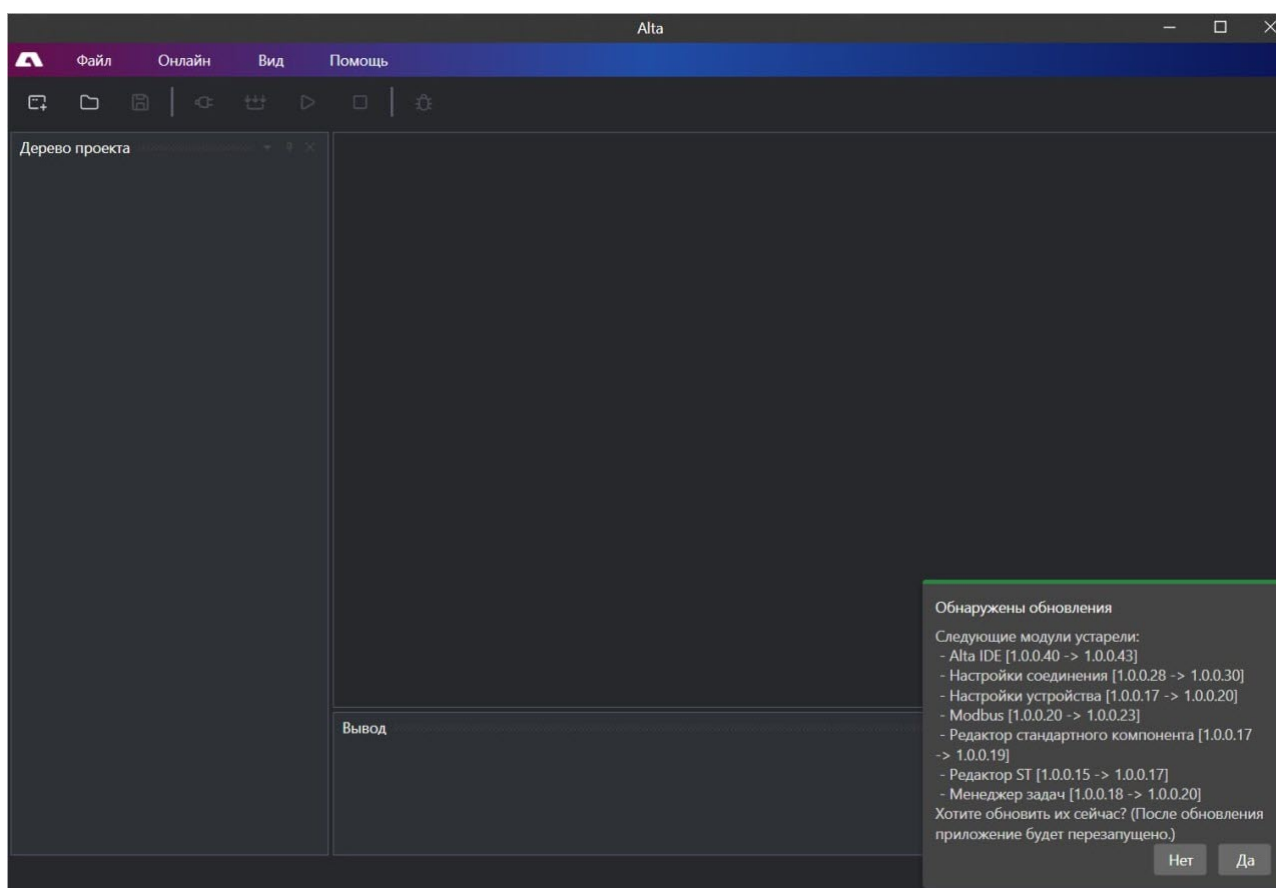 Alta
Файл Онлайн Вид Помощь
Дерево проекта
Вывод
Обнаружены обновления
Следующие модули устарели:
- Alta IDE [1.0.0.40 -> 1.0.0.43]
- Настройки соединения [1.0.0.28 -> 1.0.0.30]
- Настройки устройства [1.0.0.17 -> 1.0.0.20]
- Modbus [1.0.0.20 -> 1.0.0.23]
- Редактор стандартного компонента [1.0.0.17
-> 1.0.0.19]
- Редактор ST [1.0.0.15 -> 1.0.0.17]
- Менеджер задач [1.0.0.18 -> 1.0.0.20]
Хотите обновить их сейчас? (После обновления
приложение будет перезапущено.)
Нет Да